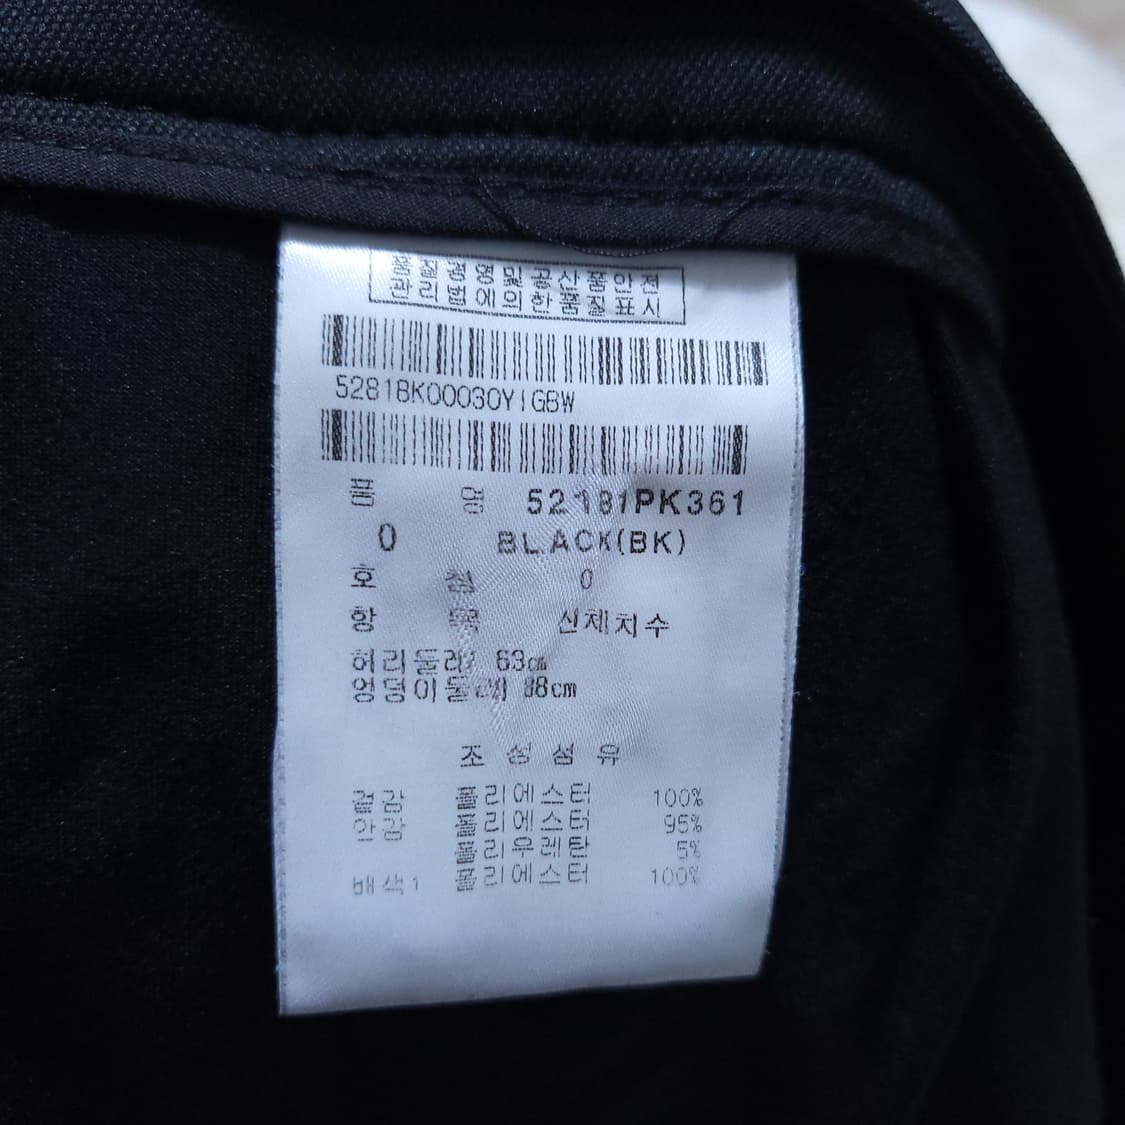 품질경영및공산품안전
관리법에의한품질표시
5281BK00030YIGBW
품 명 52181PK361
0 BLACK(BK)
호 칭 0
항 목 신체치수
허리둘레 63cm
엉덩이둘레 88cm
조성섬유
겉감 폴리에스터 100%
안감 폴리에스터 95%
폴리우레탄 5%
배색1 폴리에스터 100%